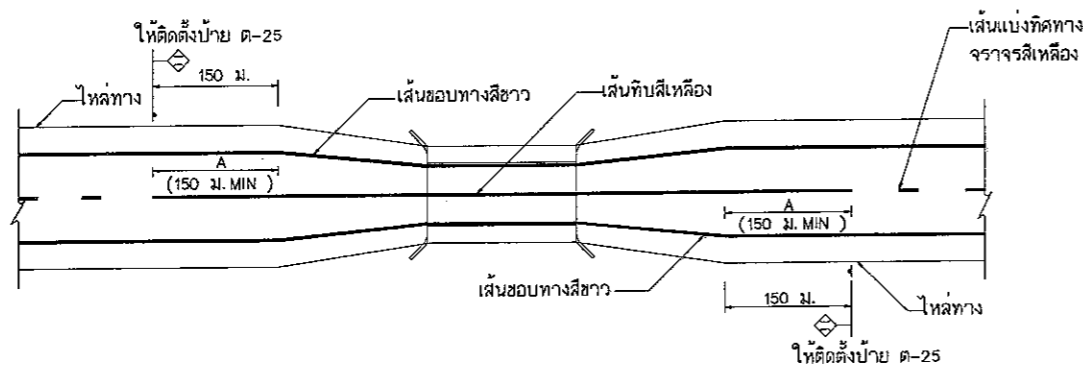 ให้ติดตั้งป้าย ต-25
150 ม.
เส้นแบ่งทิศทาง
จราจรสีเหลือง
ไหล่ทาง
เส้นขอบทางสีขาว
เส้นทึบสีเหลือง
A
(150 ม. MIN )
A
(150 ม. MIN )
เส้นขอบทางสีขาว
150 ม.
ไหล่ทาง
ให้ติดตั้งป้าย ต-25